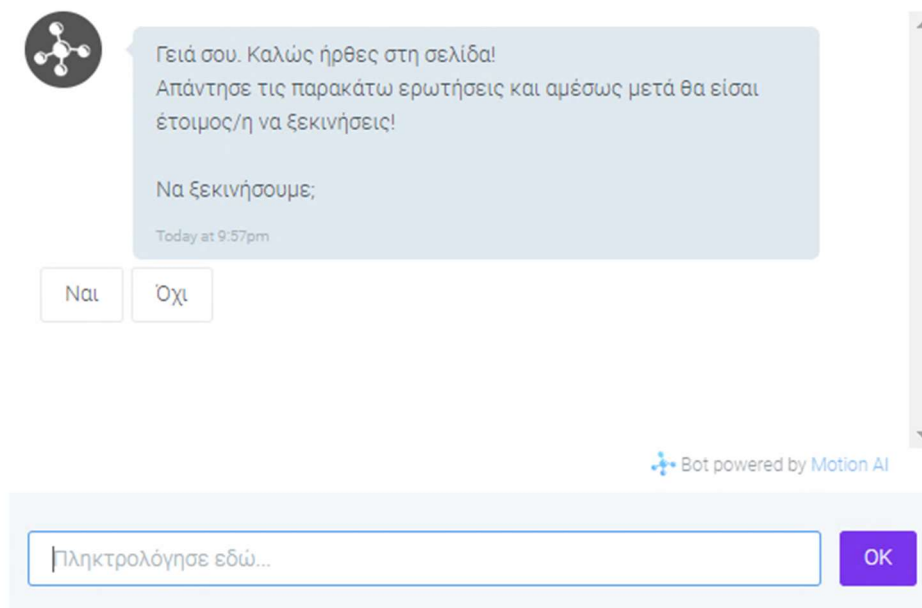 Γειά σου. Καλώς ήρθες στη σελίδα!
Απάντησε τις παρακάτω ερωτήσεις και αμέσως μετά θα είσαι
έτοιμος/η να ξεκινήσεις!
Να ξεκινήσουμε;
Today at 9:57pm
Ναι Όχι
Bot powered by Motion AI
Πληκτρολόγησε εδώ... OK